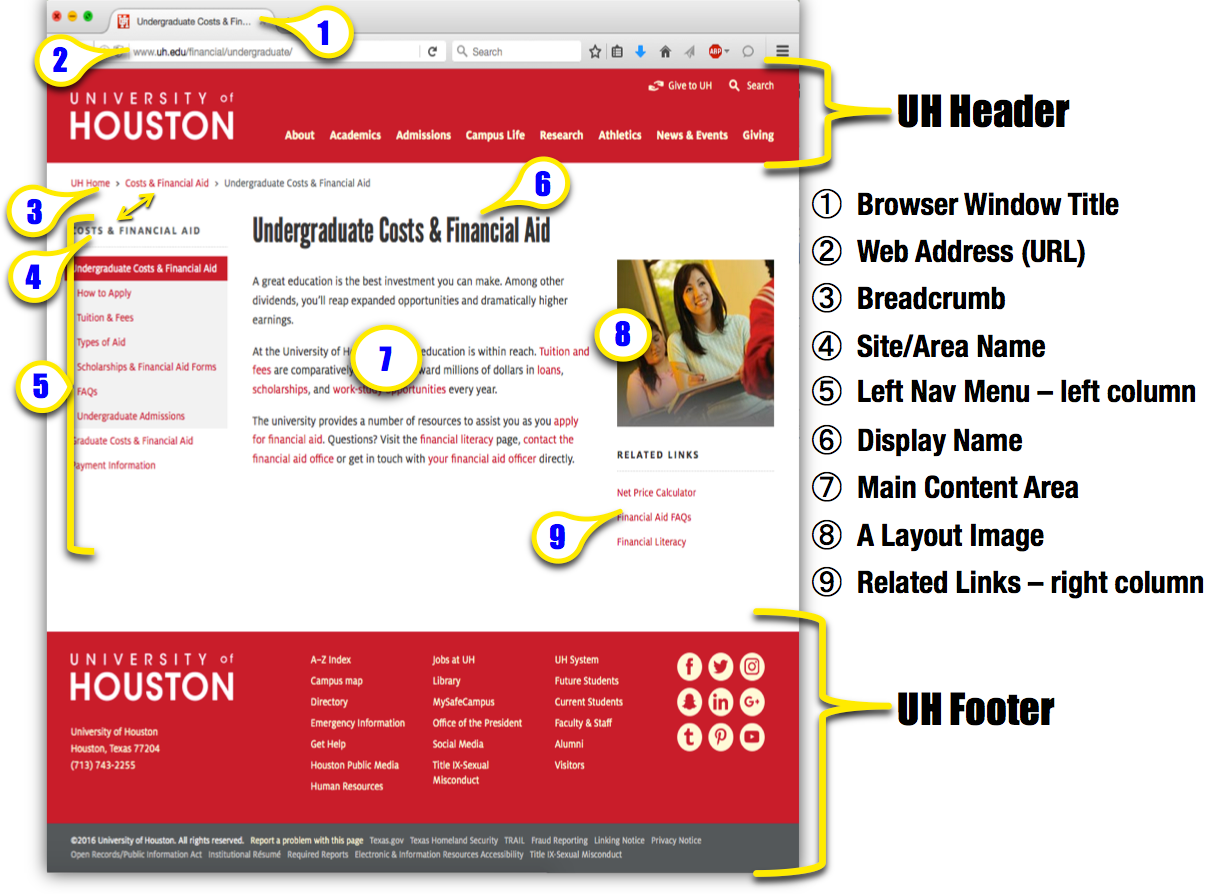 Undergraduate Costs & Fin...
1
2
www.uh.edu/financial/undergraduate/
Search
ABP
UNIVERSITY of
HOUSTON
Give to UH
Search
About Academics Admissions Campus Life Research Athletics News & Events Giving
UH Header
UH Home > Costs & Financial Aid > Undergraduate Costs & Financial Aid
3
6
COSTS & FINANCIAL AID
4
Undergraduate Costs & Financial Aid
How to Apply
Tuition & Fees
Types of Aid
Scholarships & Financial Aid Forms
FAQs
Undergraduate Admissions
Graduate Costs & Financial Aid
Payment Information
5
Undergraduate Costs & Financial Aid
A great education is the best investment you can make. Among other
dividends, you'll reap expanded opportunities and dramatically higher
earnings.
At the University of education is within reach. Tuition and
fees are comparatively millions of dollars in loans,
scholarships, and work-study opportunities every year.
7
The university provides a number of resources to assist you as you apply
for financial aid. Questions? Visit the financial literacy page, contact the
financial aid office or get in touch with your financial aid officer directly.
8
RELATED LINKS
Net Price Calculator
Financial Aid FAQs
Financial Literacy
9
① Browser Window Title
② Web Address (URL)
③ Breadcrumb
④ Site/Area Name
⑤ Left Nav Menu – left column
⑥ Display Name
⑦ Main Content Area
⑧ A Layout Image
⑨ Related Links – right column
UNIVERSITY of
HOUSTON
University of Houston
Houston, Texas 77204
(713) 743-2255
A–Z Index
Campus map
Directory
Emergency Information
Get Help
Houston Public Media
Human Resources
Jobs at UH
Library
MySafeCampus
Office of the President
Social Media
Title IX-Sexual
Misconduct
UH System
Future Students
Current Students
Faculty & Staff
Alumni
Visitors
UH Footer
©2016 University of Houston. All rights reserved. Report a problem with this page Texas.gov Texas Homeland Security TRAIL Fraud Reporting Linking Notice Privacy Notice
Open Records/Public Information Act Institutional Résumé Required Reports Electronic & Information Resources Accessibility Title IX-Sexual Misconduct